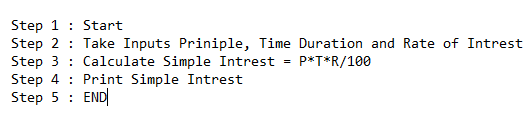 Step 1 : Start
Step 2 : Take Inputs Priniple, Time Duration and Rate of Intrest
Step 3 : Calculate Simple Intrest = P*T*R/100
Step 4 : Print Simple Intrest
Step 5 : END